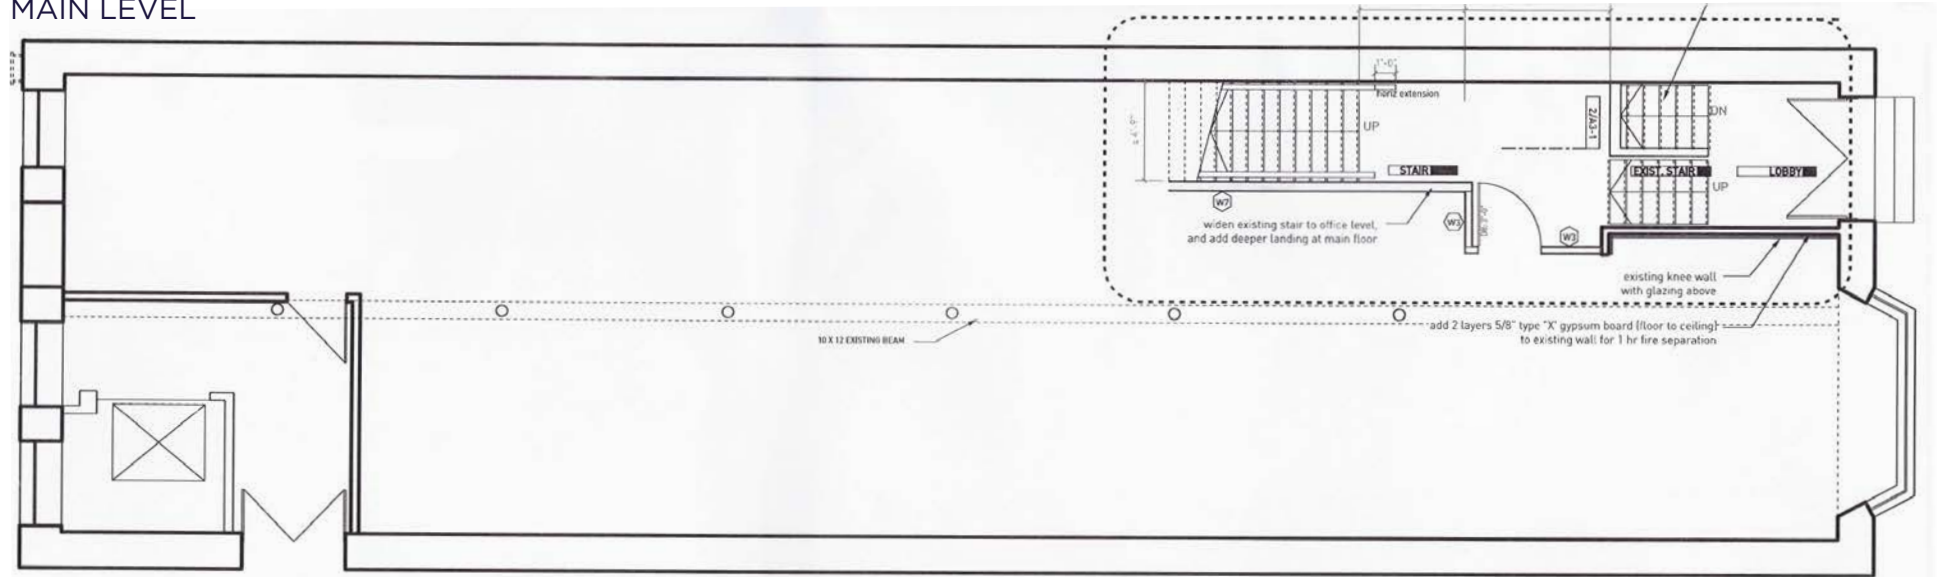 MAIN LEVEL
1'-0"
horiz extension
UP
2/A3-1
DN
4'-9"
STAIR
EXIST. STAIR
LOBBY
UP
W7
widen existing stair to office level,
and add deeper landing at main floor
W3
W3
existing knee wall
with glazing above
add 2 layers 5/8" type "X" gypsum board (floor to ceiling)
to existing wall for 1 hr fire separation
10 X 12 EXISTING BEAM